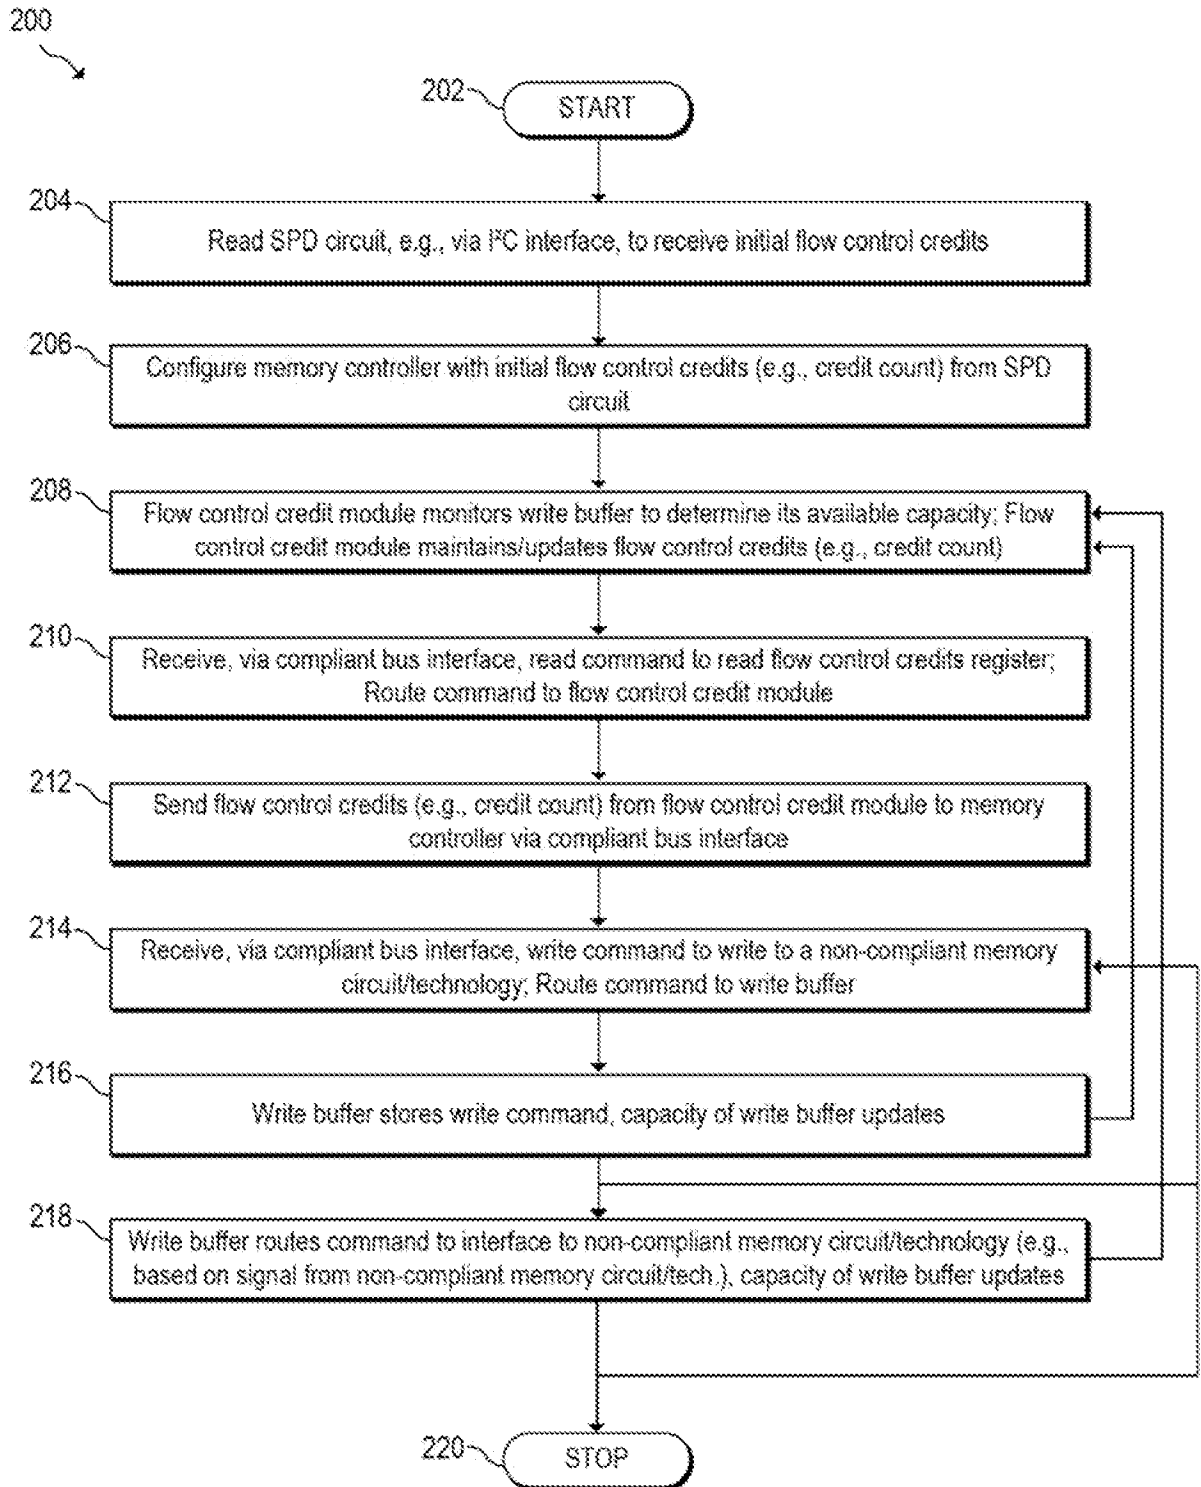 200
202
START
204
Read SPD circuit, e.g., via I²C interface, to receive initial flow control credits
206
Configure memory controller with initial flow control credits (e.g., credit count) from SPD
circuit
208
Flow control credit module monitors write buffer to determine its available capacity; Flow
control credit module maintains/updates flow control credits (e.g., credit count)
210
Receive, via compliant bus interface, read command to read flow control credits register;
Route command to flow control credit module
212
Send flow control credits (e.g., credit count) from flow control credit module to memory
controller via compliant bus interface
214
Receive, via compliant bus interface, write command to write to a non-compliant memory
circuit/technology; Route command to write buffer
216
Write buffer stores write command, capacity of write buffer updates
218
Write buffer routes command to interface to non-compliant memory circuit/technology (e.g.,
based on signal from non-compliant memory circuit/tech.), capacity of write buffer updates
220
STOP